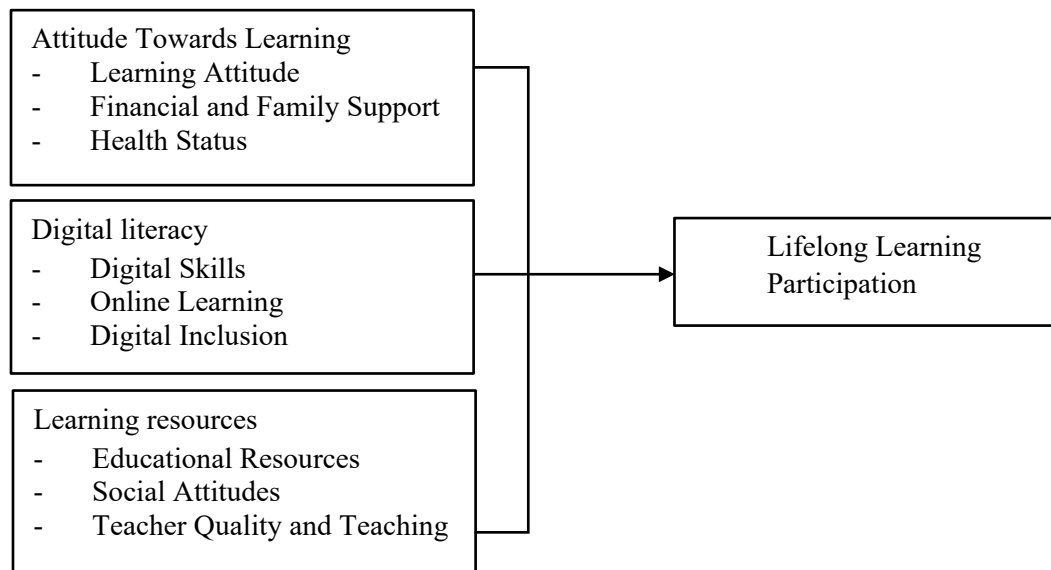 Attitude Towards Learning
- Learning Attitude
- Financial and Family Support
- Health Status
Digital literacy
- Digital Skills
- Online Learning
- Digital Inclusion
Learning resources
- Educational Resources
- Social Attitudes
- Teacher Quality and Teaching
Lifelong Learning
Participation